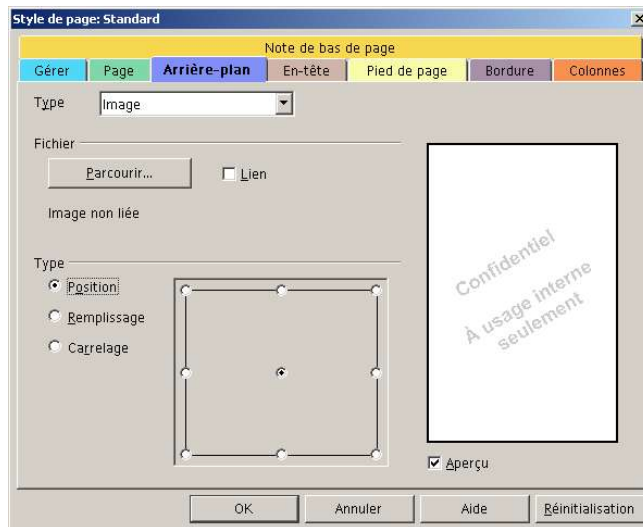 Style de page: Standard
Note de bas de page
Gérer Page Arrière-plan En-tête Pied de page Bordure Colonnes
Type Image
Fichier
Parcourir... Lien
Image non liée
Type
Position
Remplissage
Carrelage
Confidentiel
À usage interne
seulement
Aperçu
OK Annuler Aide Réinitialisation